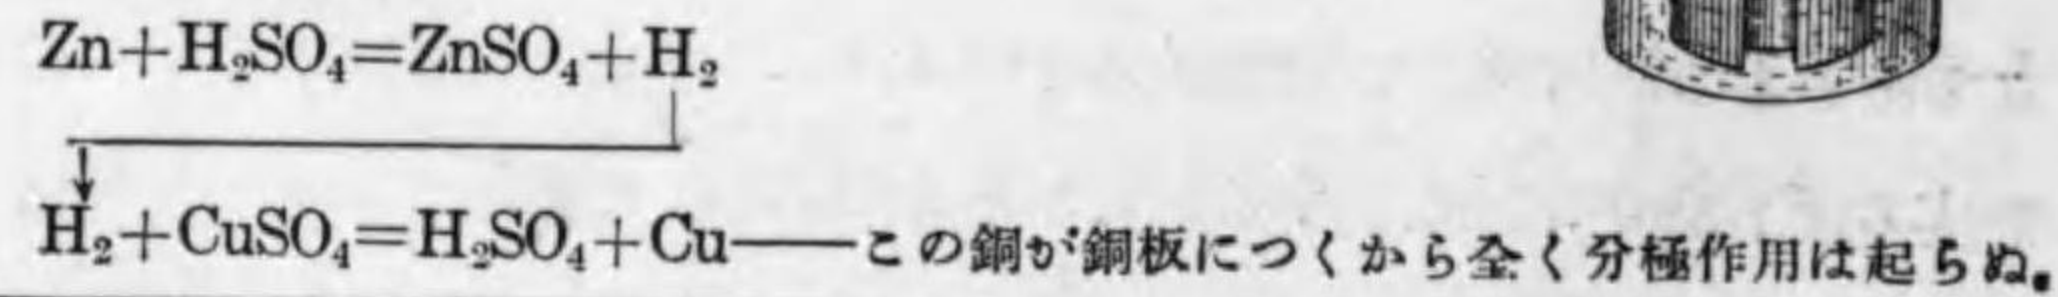 Zn+H₂SO₄=ZnSO₄+H₂
H₂+CuSO₄=H₂SO₄+Cu——この銅が銅板につくから全く分極作用は起らぬ。